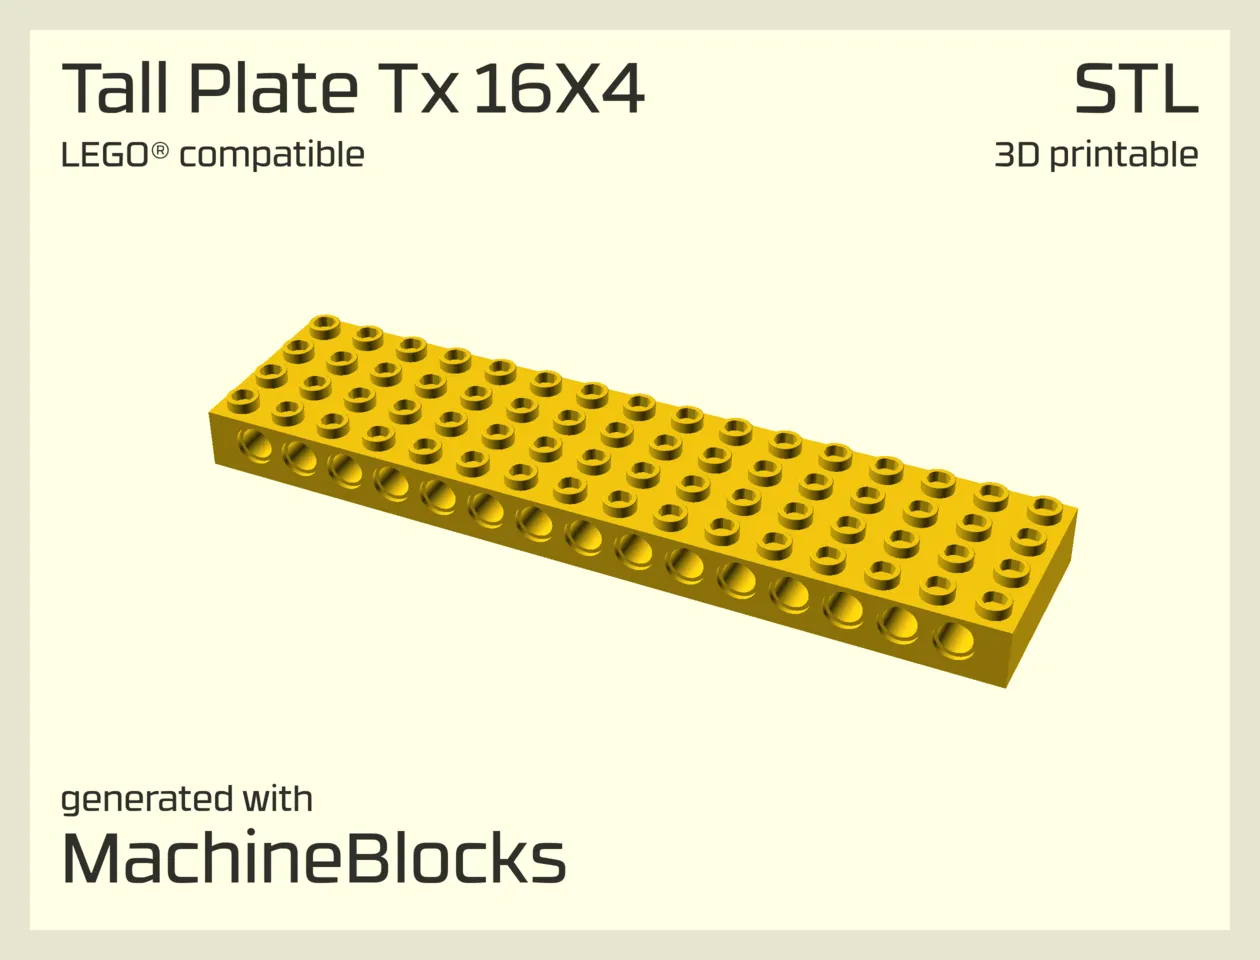 Tall Plate Tx 16X4
LEGO® compatible
STL
3D printable
generated with
MachineBlocks